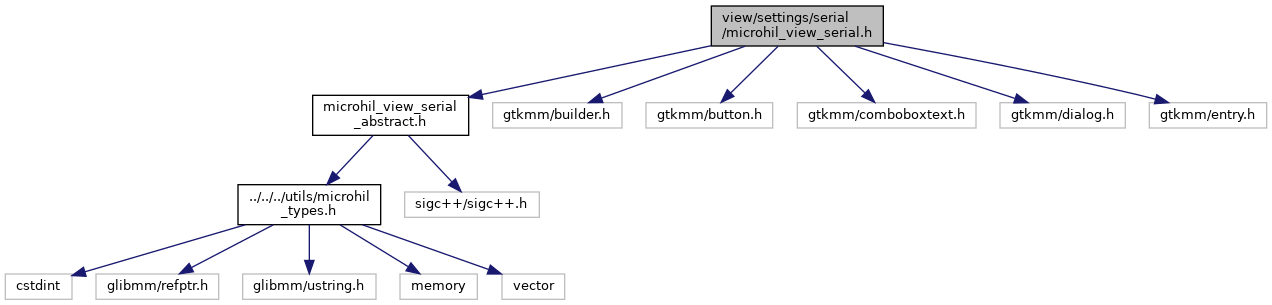 view/settings/serial
/microhil_view_serial.h
microhil_view_serial
_abstract.h
gtkmm/builder.h
gtkmm/button.h
gtkmm/comboboxtext.h
gtkmm/dialog.h
gtkmm/entry.h
../../../utils/microhil
_types.h
sigc++/sigc++.h
cstdint
glibmm/refptr.h
glibmm/ustring.h
memory
vector